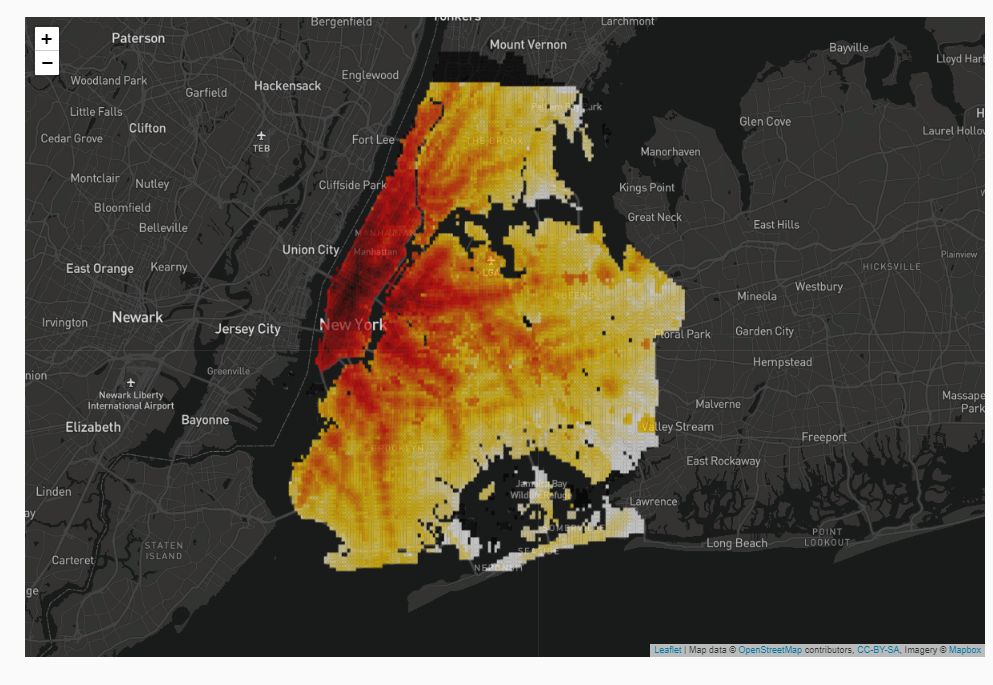 +
−
Bergenfield
Yonkers
Larchmont
Paterson
Mount Vernon
Bayville
Lloyd Har
Woodland Park
Englewood
Hackensack
Garfield
Little Falls
Clifton
Glen Cove
Cedar Grove
Fort Lee
THE BRONX
Laurel Hollow
TEB
Manorhaven
Montclair
Nutley
Cliffside Park
Kings Point
Bloomfield
Great Neck
Belleville
East Hills
MANHATTAN
Union City
Manhattan
Plainview
East Orange
Kearny
LGA
HICKSVILLE
Westbury
QUEENS
Mineola
Newark
Irvington
Jersey City
New York
Floral Park
Garden City
Hempstead
Greenville
nion
Newark Liberty
International Airport
Massape
Park
Malverne
Bayonne
Elizabeth
Valley Stream
Freeport
BROOKLYN
East Rockaway
Jamaica Bay
Wildlife Refuge
Linden
Lawrence
ay
STATEN
ISLAND
Carteret
Long Beach
POINT
LOOKOUT
ge
Leaflet | Map data © OpenStreetMap contributors, CC-BY-SA, Imagery © Mapbox